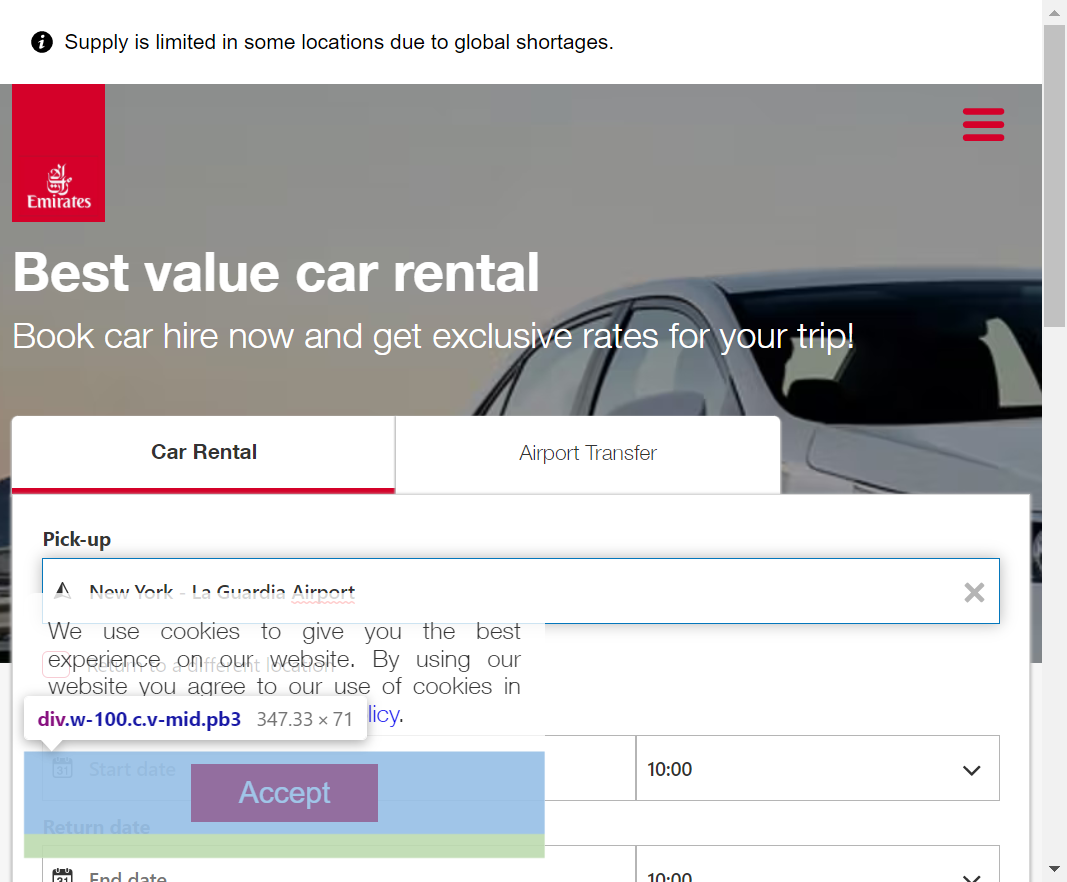 Supply is limited in some locations due to global shortages.
Emirates
Best value car rental
Book car hire now and get exclusive rates for your trip!
Car Rental
Airport Transfer
Pick-up
New York - La Guardia Airport
We use cookies to give you the best
experience on our website. By using our
Return to a different location
website you agree to our use of cookies in
licy.
div.w-100.c.v-mid.pb3 347.33 × 71
31 Start date
10:00
Accept
Return date
31 End date
10:00